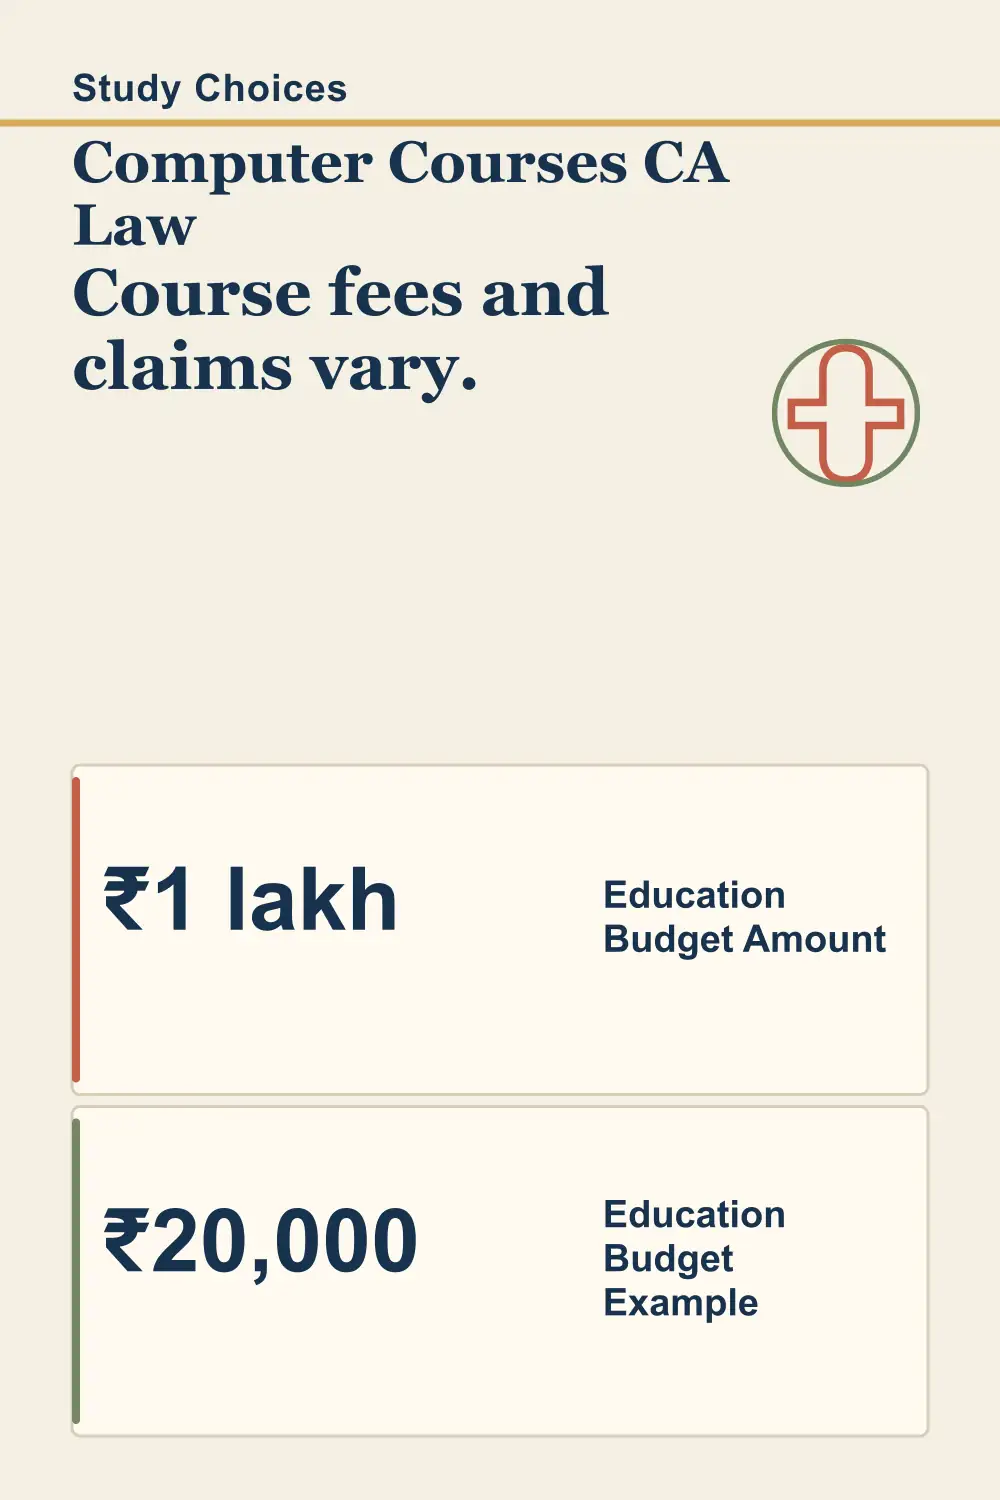 Study Choices
Computer Courses CA
Law
Course fees and
claims vary.
₹1 lakh
Education
Budget Amount
₹20,000
Education
Budget
Example